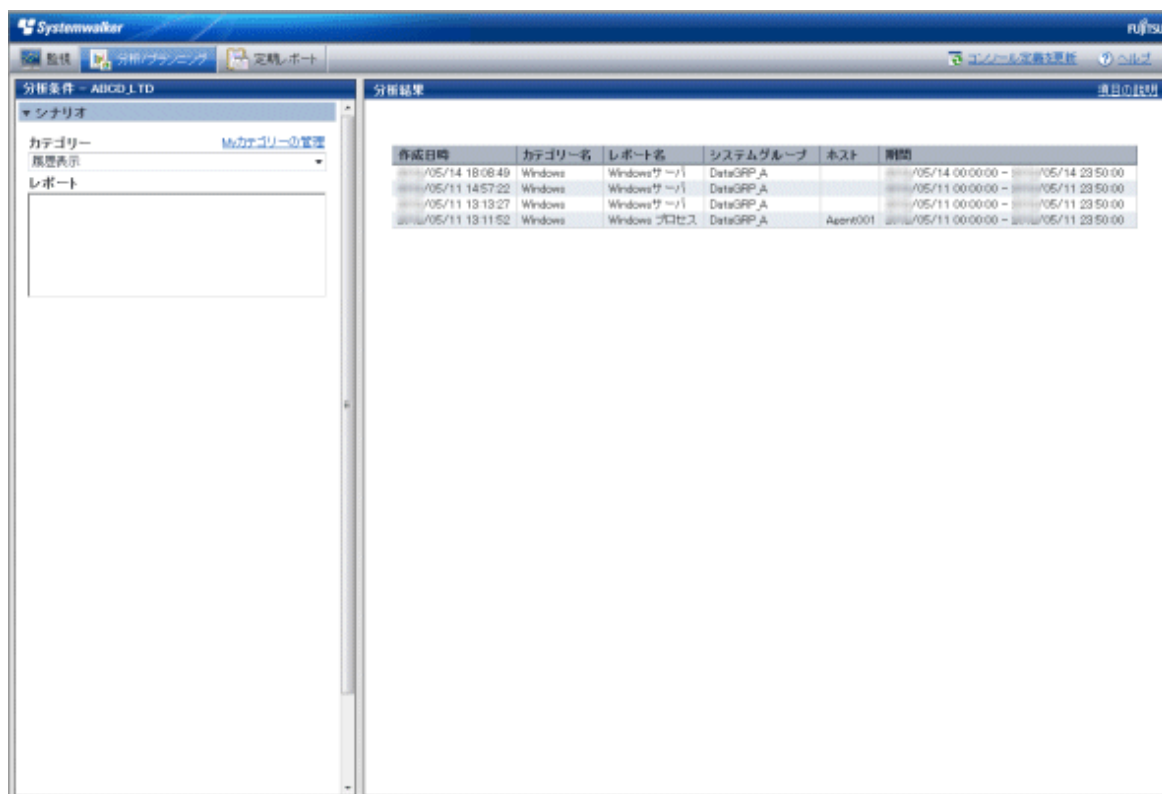 Systemwalker
FUJITSU
監視 分析/プランニング 定期レポート コンソール定義を更新 ヘルプ
分析条件 - ABCD_LTD
分析結果 項目の説明
シナリオ
カテゴリー Myカテゴリーの管理
履歴表示
レポート
作成日時 カテゴリー名 レポート名 システムグループ ホスト 期間
/05/14 18:08:49 Windows Windowsサーバ DataGRP_A /05/14 00:00:00 - /05/14 23:50:00
/05/11 14:57:22 Windows Windowsサーバ DataGRP_A /05/11 00:00:00 - /05/11 23:50:00
/05/11 13:13:27 Windows Windowsサーバ DataGRP_A /05/11 00:00:00 - /05/11 23:50:00
/05/11 13:11:52 Windows Windows プロセス DataGRP_A Agent001 /05/11 00:00:00 - /05/11 23:50:00